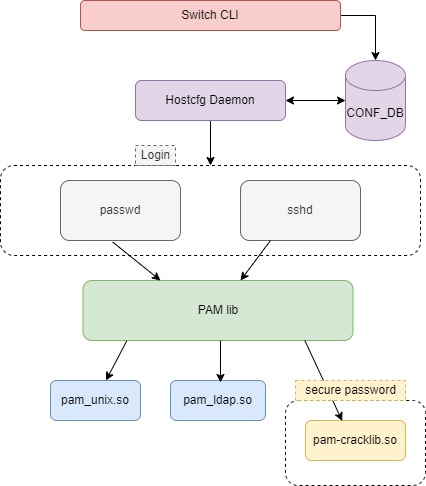 Switch CLI
Hostcfg Daemon
CONF_DB
Login
passwd
sshd
PAM lib
pam_unix.so
pam_ldap.so
secure password
pam-cracklib.so